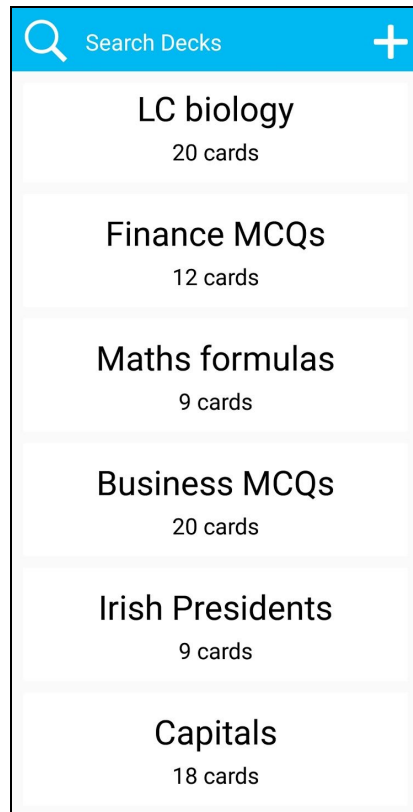 Search Decks
LC biology
20 cards
Finance MCQs
12 cards
Maths formulas
9 cards
Business MCQs
20 cards
Irish Presidents
9 cards
Capitals
18 cards